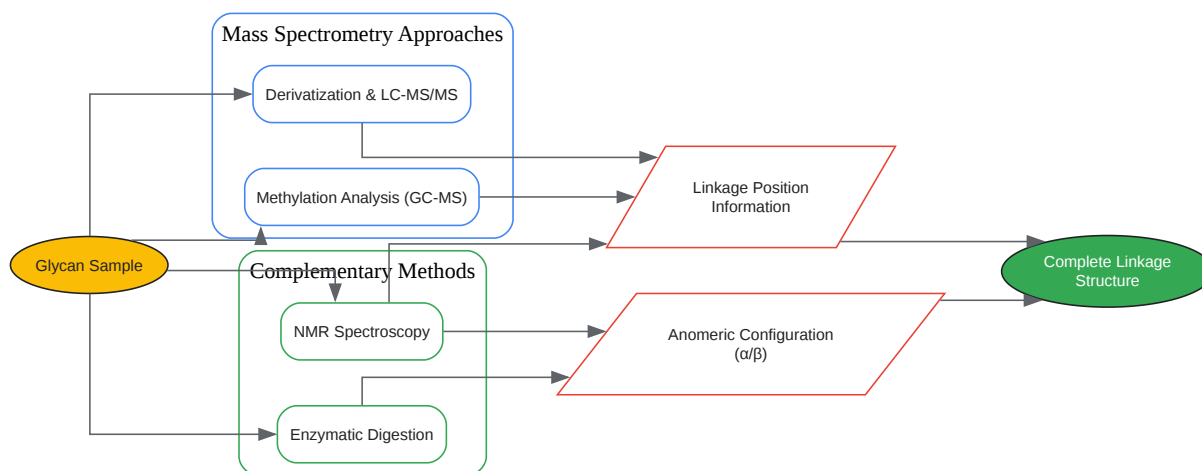 Mass Spectrometry Approaches
Derivatization & LC-MS/MS
Methylation Analysis (GC-MS)
Glycan Sample
Complementary Methods
NMR Spectroscopy
Enzymatic Digestion
Linkage Position
Information
Anomeric Configuration
(α/β)
Complete Linkage
Structure